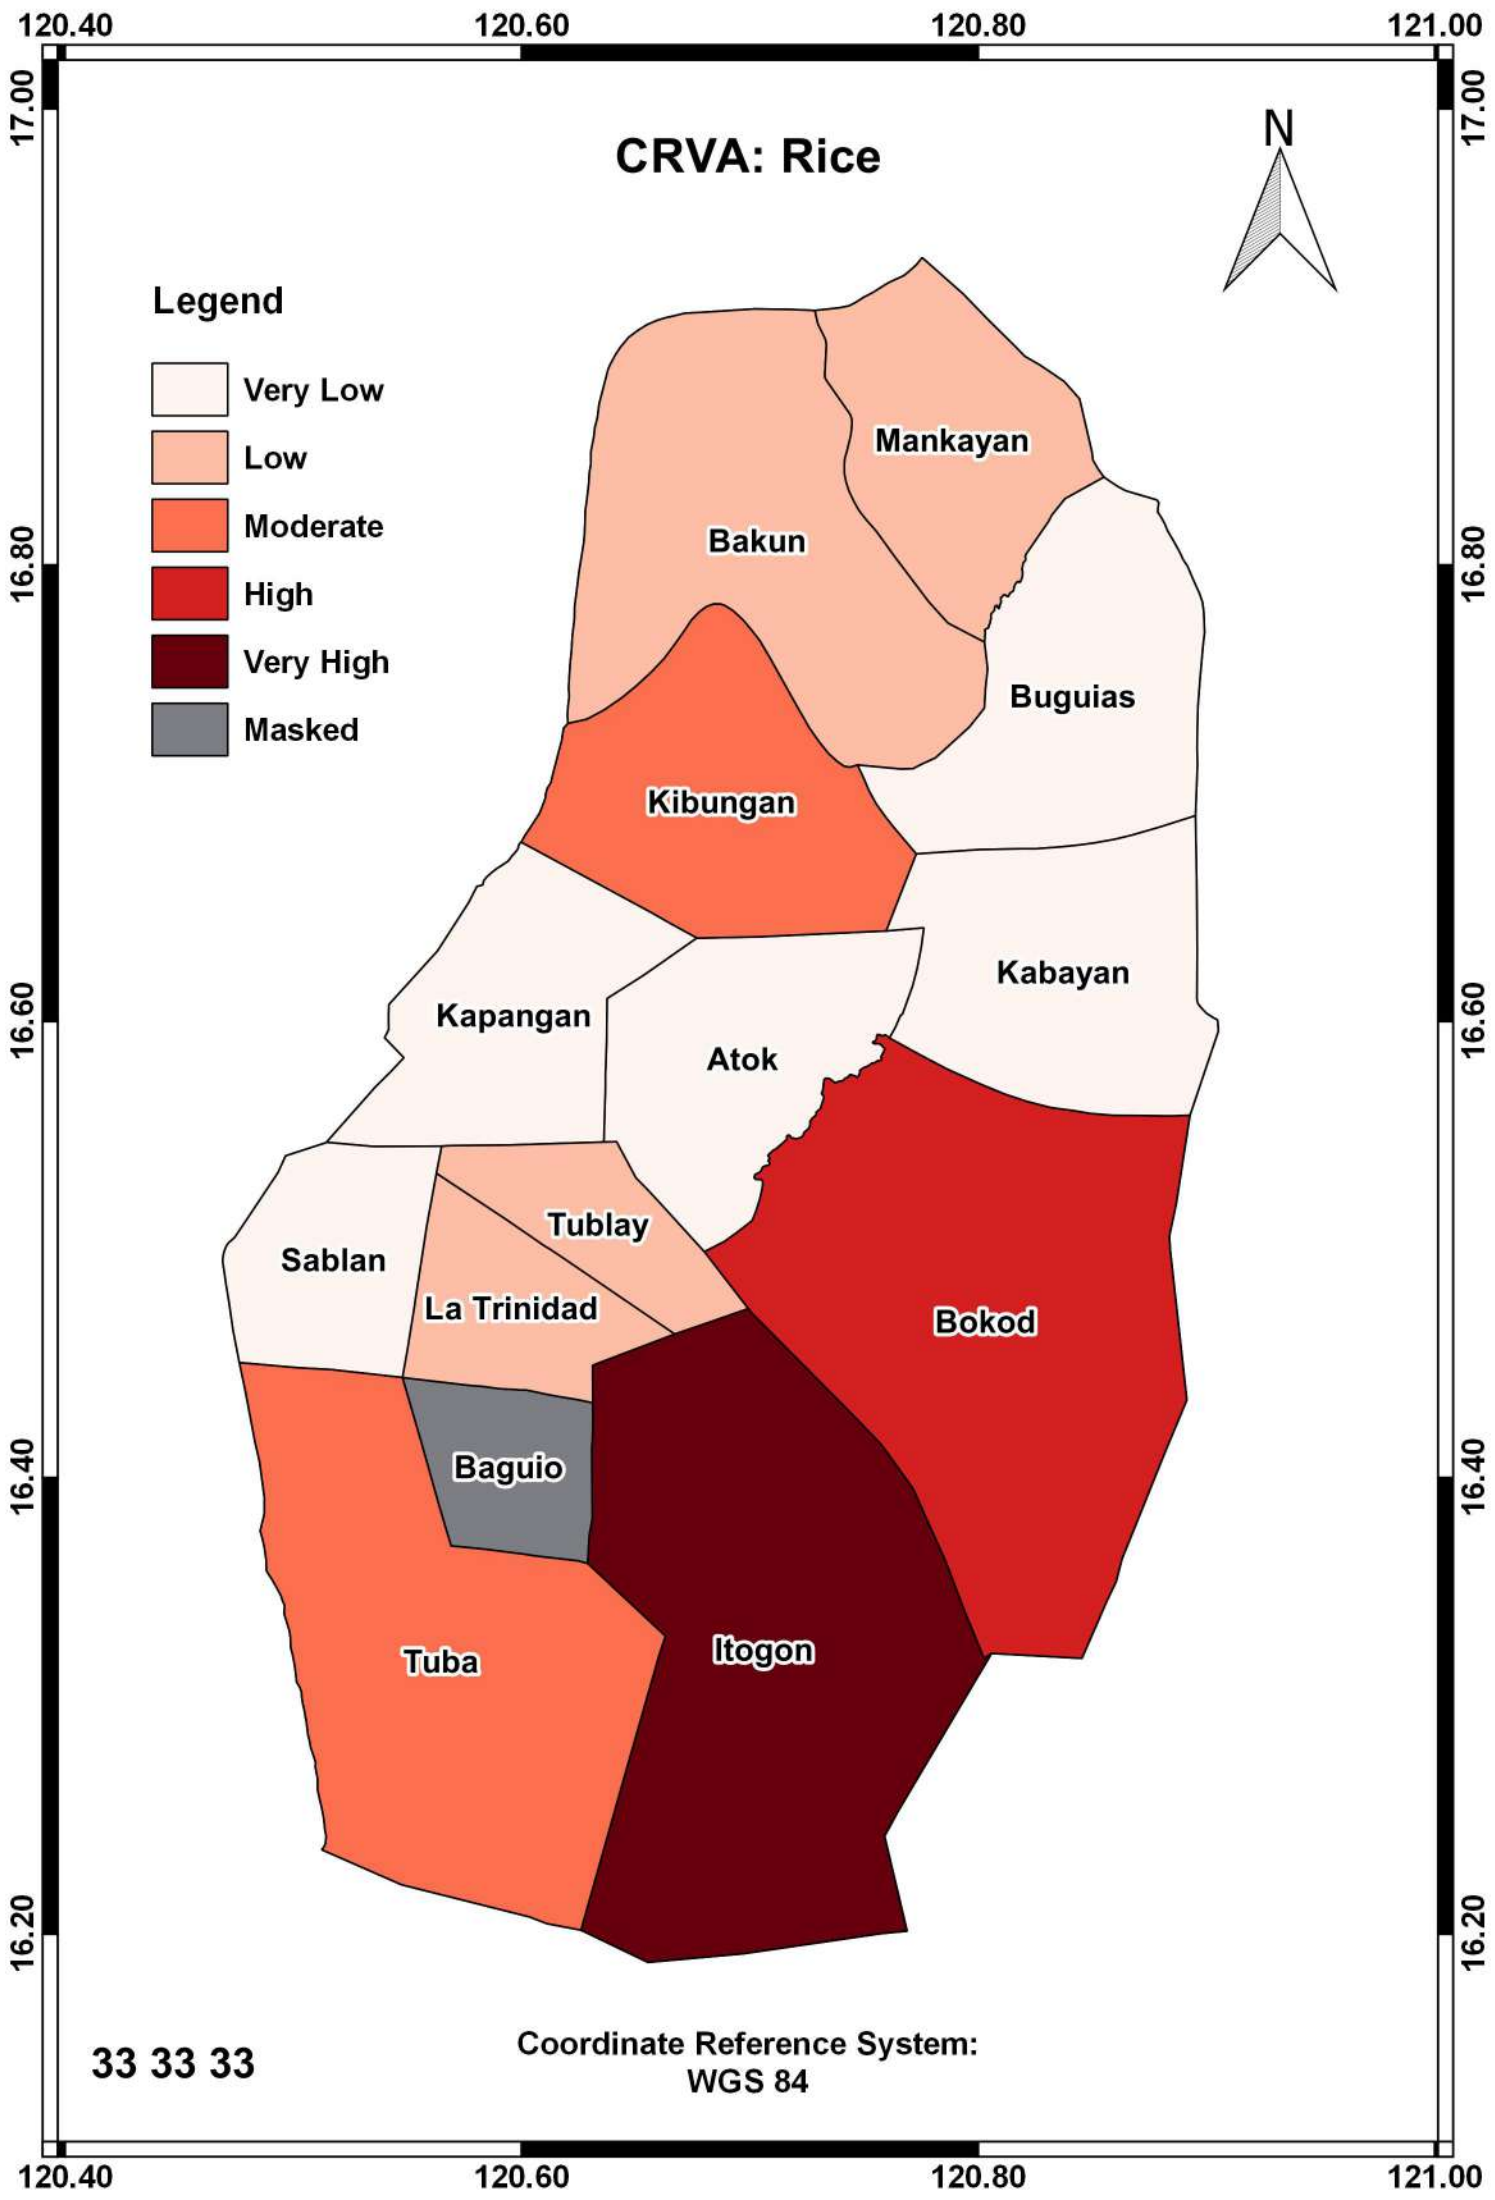 120.40 120.60 120.80 121.00
17.00 17.00
N
CRVA: Rice
Legend
Very Low
Low
Moderate
High
Very High
Masked
Mankayan
Bakun
16.80 16.80
Buguias
Kibungan
Kabayan
Kapangan
16.60 16.60
Atok
Tublay
Sablan
La Trinidad
Bokod
Baguio
16.40 16.40
Itogon
Tuba
16.20 16.20
Coordinate Reference System:
33 33 33
WGS 84
120.40 120.60 120.80 121.00